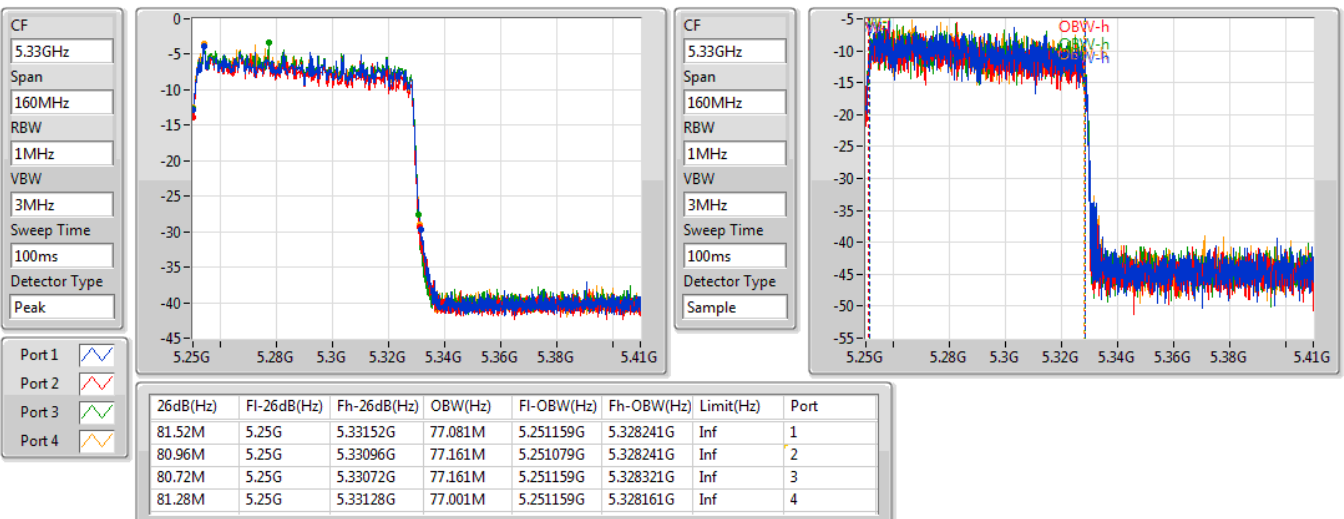 CF
5.33GHz
Span
160MHz
RBW
1MHz
VBW
3MHz
Sweep Time
100ms
Detector Type
Peak
0
-5
-10
-15
-20
-25
-30
-35
-40
-45
5.25G 5.28G 5.3G 5.32G 5.34G 5.36G 5.38G 5.41G
CF
5.33GHz
Span
160MHz
RBW
1MHz
VBW
3MHz
Sweep Time
100ms
Detector Type
Sample
-5
-10
-15
-20
-25
-30
-35
-40
-45
-50
-55
OBW-h
OBW-h
OBW-h
5.25G 5.28G 5.3G 5.32G 5.34G 5.36G 5.38G 5.41G
Port 1
Port 2
Port 3
Port 4
26dB(Hz) Fl-26dB(Hz) Fh-26dB(Hz) OBW(Hz) Fl-OBW(Hz) Fh-OBW(Hz) Limit(Hz) Port
81.52M 5.25G 5.33152G 77.081M 5.251159G 5.328241G Inf 1
80.96M 5.25G 5.33096G 77.161M 5.251079G 5.328241G Inf 2
80.72M 5.25G 5.33072G 77.161M 5.251159G 5.328321G Inf 3
81.28M 5.25G 5.33128G 77.001M 5.251159G 5.328161G Inf 4